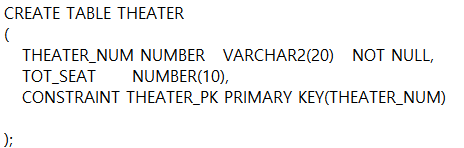 CREATE TABLE THEATER
(
THEATER_NUM NUMBER VARCHAR2(20) NOT NULL,
TOT_SEAT NUMBER(10),
CONSTRAINT THEATER_PK PRIMARY KEY(THEATER_NUM)
);